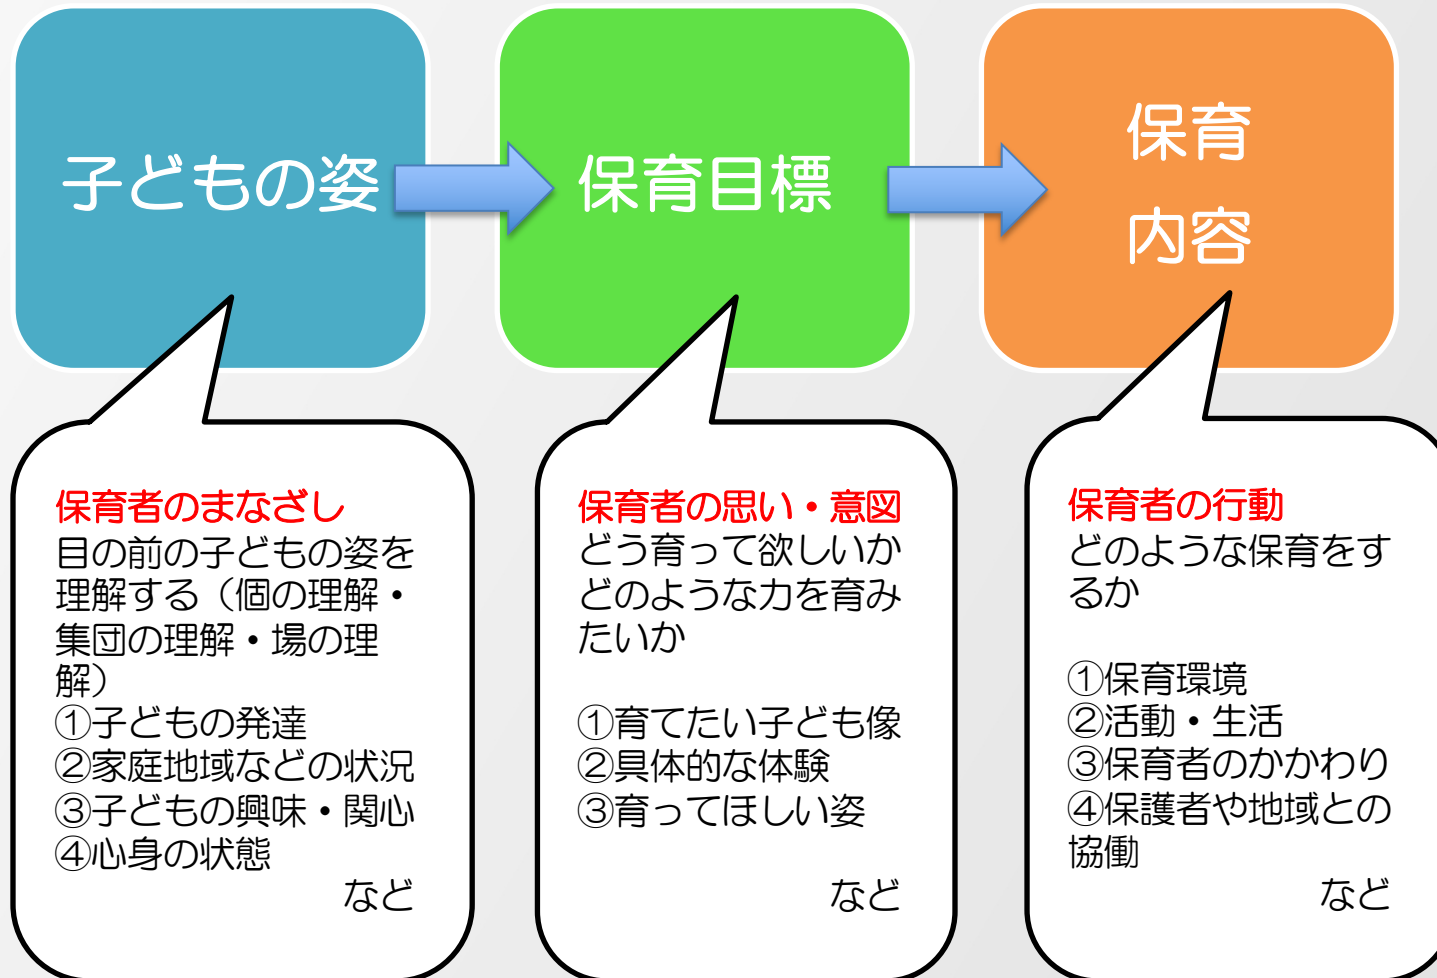 子どもの姿
保育目標
保育
内容
保育者のまなざし
目の前の子どもの姿を
理解する（個の理解・
集団の理解・場の理
解）
①子どもの発達
②家庭地域などの状況
③子どもの興味・関心
④心身の状態
など
保育者の思い・意図
どう育って欲しいか
どのような力を育み
たいか
①育てたい子ども像
②具体的な体験
③育ってほしい姿
など
保育者の行動
どのような保育をす
るか
①保育環境
②活動・生活
③保育者のかかわり
④保護者や地域との
協働
など